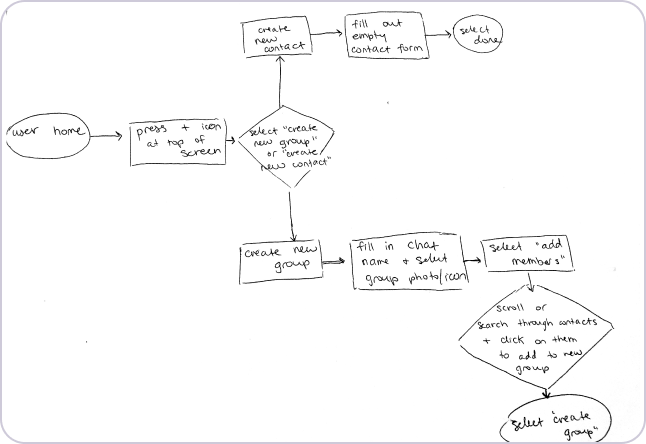 create
new
contact
fill out
empty
contact form
select
done
user home
press + icon
at top of
screen
select "create
new group"
or "create
new contact"
create new
group
fill in chat
name + select
group photo/icon
select "add
members"
scroll or
search through contacts
+ click on them
to add to new
group
select "create
group"